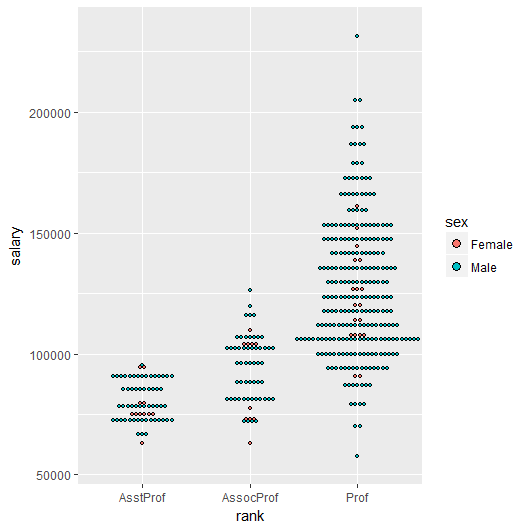 salary
200000
150000
100000
50000
AsstProf AssocProf Prof
rank
sex
Female
Male